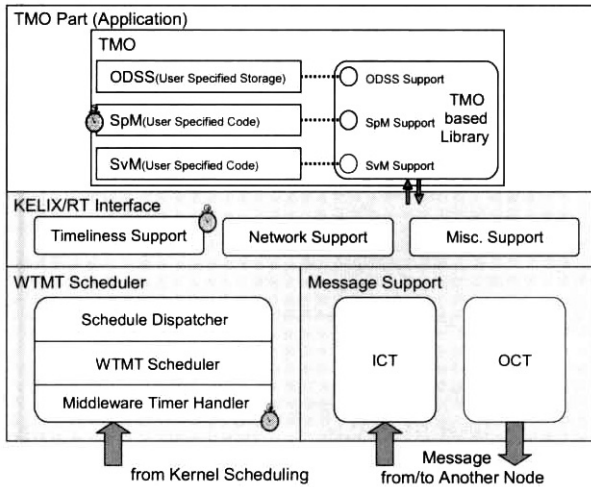 TMO Part (Application)
TMO
ODSS(User Specified Storage)
ODSS Support
SpM(User Specified Code)
SpM Support
SvM(User Specified Code)
SvM Support
TMO
based
Library
KELIX/RT Interface
Timeliness Support
Network Support
Misc. Support
WTMT Scheduler
Schedule Dispatcher
WTMT Scheduler
Middleware Timer Handler
Message Support
ICT
OCT
from Kernel Scheduling
Message
from/to Another Node